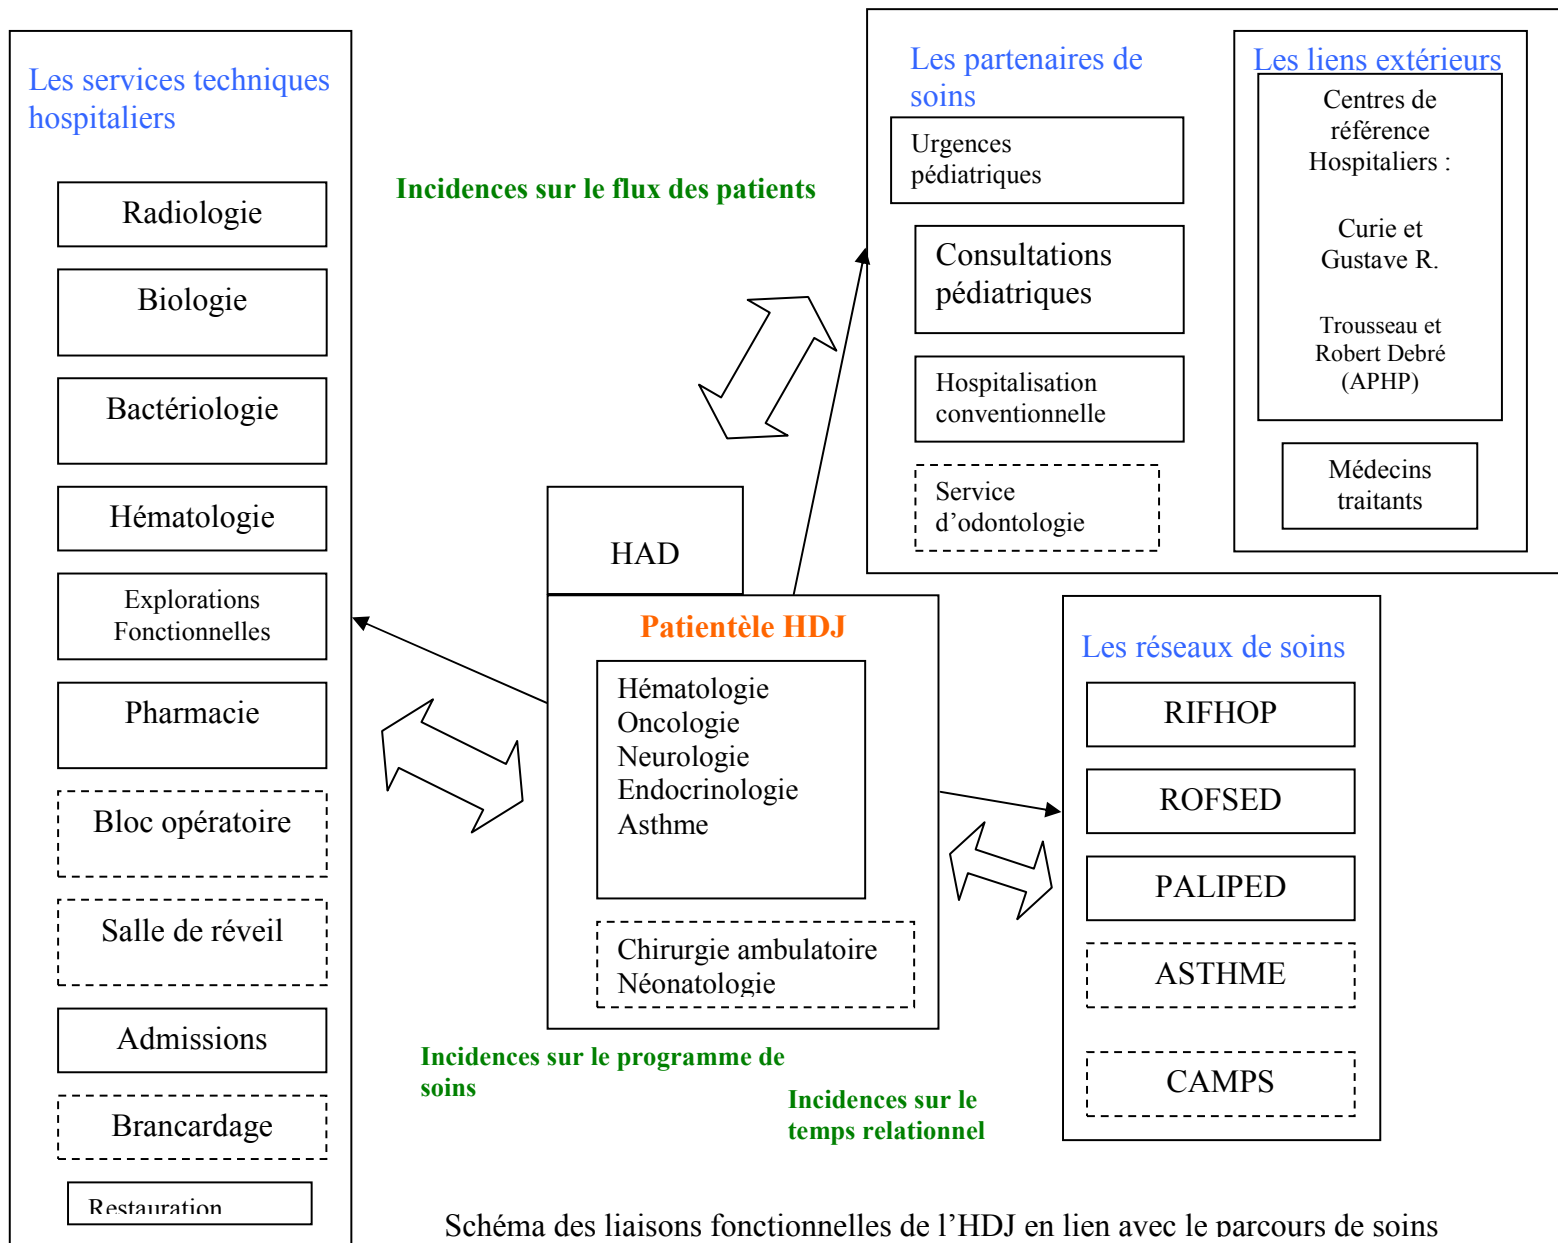 Les services techniques
hospitaliers
Radiologie
Biologie
Bactériologie
Hématologie
Explorations
Fonctionnelles
Pharmacie
Bloc opératoire
Salle de réveil
Admissions
Brancardage
Restauration
Incidences sur le flux des patients
HAD
Patientèle HDJ
Hématologie
Oncologie
Neurologie
Endocrinologie
Asthme
Chirurgie ambulatoire
Néonatologie
Incidences sur le programme de
soins
Incidences sur le
temps relationnel
Les partenaires de
soins
Urgences
pédiatriques
Consultations
pédiatriques
Hospitalisation
conventionnelle
Service
d’odontologie
Les liens extérieurs
Centres de
référence
Hospitaliers :
Curie et
Gustave R.
Trousseau et
Robert Debré
(APHP)
Médecins
traitants
Les réseaux de soins
RIFHOP
ROFSED
PALIPED
ASTHME
CAMPS
Schéma des liaisons fonctionnelles de l’HDJ en lien avec le parcours de soins